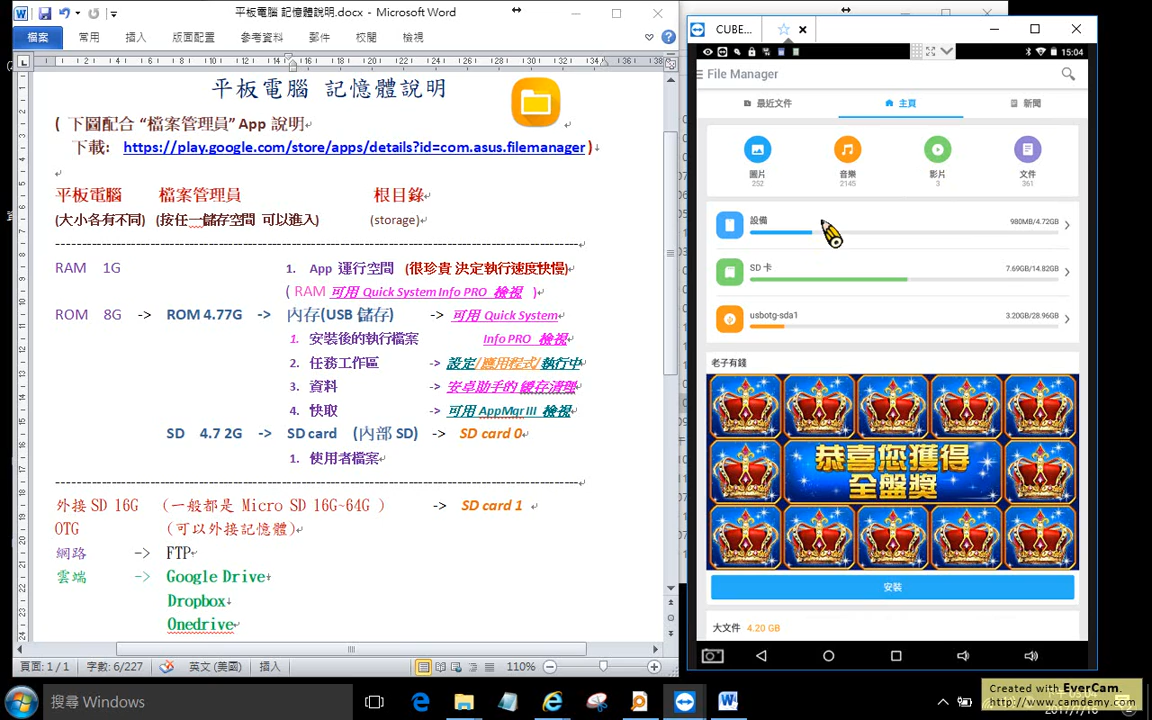 平板電腦 記憶體說明.docx - Microsoft Word
檔案 常用 插入 版面配置 參考資料 郵件 校閱 檢視
平板電腦 記憶體說明
( 下圖配合 “檔案管理員” App 說明
下載: https://play.google.com/store/apps/details?id=com.asus.filemanager )
平板電腦 檔案管理員 根目錄
(大小各有不同) (按任一儲存空間 可以進入) (storage)
RAM 1G 1. App 運行空間 (很珍貴 決定執行速度快慢)
( RAM 可用 Quick System Info PRO 檢視 )
ROM 8G -> ROM 4.77G -> 內存(USB 儲存) -> 可用 Quick System
1. 安裝後的執行檔案 Info PRO 檢視
2. 任務工作區 -> 設定/應用程式/執行中
3. 資料 -> 安卓助手的 緩存清理
4. 快取 -> 可用 AppMgr III 檢視
SD 4.7 2G -> SD card (內部 SD) -> SD card 0
1. 使用者檔案
外接 SD 16G (一般都是 Micro SD 16G~64G ) -> SD card 1
OTG (可以外接記憶體)
網路 -> FTP
雲端 -> Google Drive
Dropbox
Onedrive
頁面: 1 / 1 字數: 6/227 英文 (美國) 插入 110%
CUBE...
15:04
File Manager
最近文件 主頁 新聞
圖片 音樂 影片 文件
252 2145 3 361
設備 980MB/4.72GB
SD 卡 7.69GB/14.82GB
usbotg-sda1 3.20GB/28.96GB
老子有錢
恭喜您獲得
全盤獎
安裝
大文件 4.20 GB
搜尋 Windows
Created with EverCam.
http://www.camdemy.com